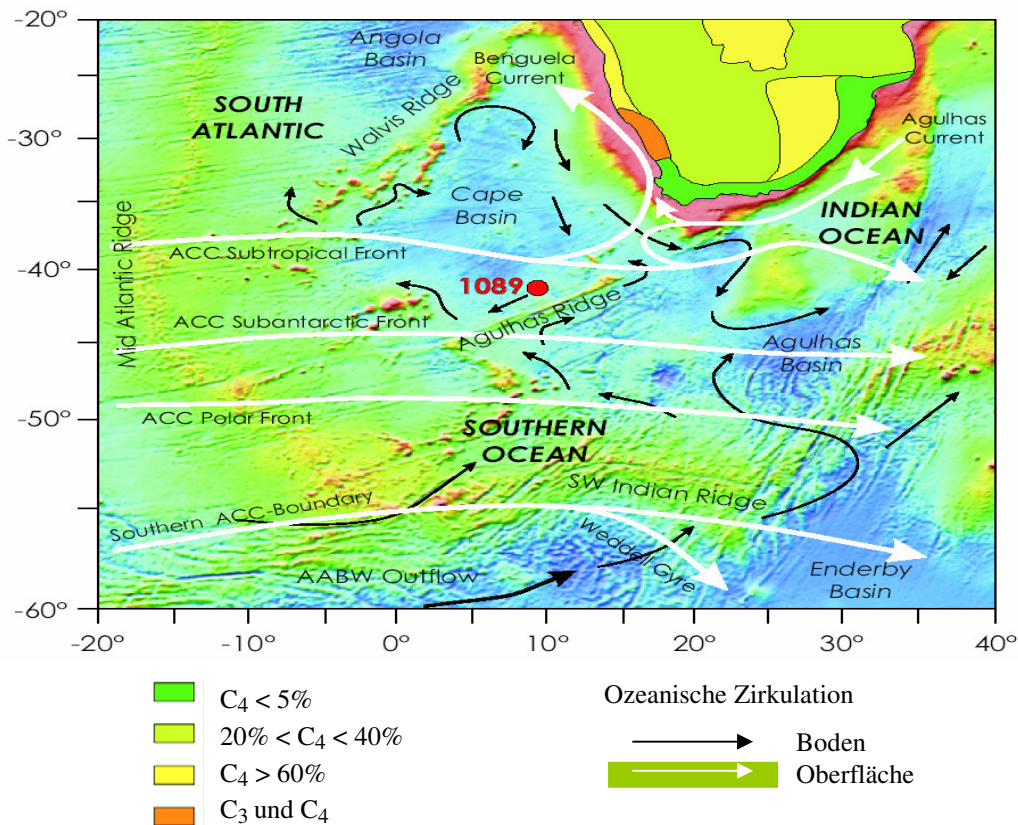 -20°
-30°
-40°
-50°
-60°
Angola
Basin
Benguela
Current
SOUTH
ATLANTIC
Walvis Ridge
Agulhas
Current
Cape
Basin
INDIAN
OCEAN
Mid Atlantic Ridge
ACC Subtropical Front
1089
ACC Subantarctic Front
Agulhas Ridge
Agulhas
Basin
ACC Polar Front
SOUTHERN
OCEAN
SW Indian Ridge
Southern ACC-Boundary
Weddell Gyre
AABW Outflow
Enderby
Basin
-20° -10° 0° 10° 20° 30° 40°
C4 < 5%
20% < C4 < 40%
C4 > 60%
C3 und C4
Ozeanische Zirkulation
Boden
Oberfläche